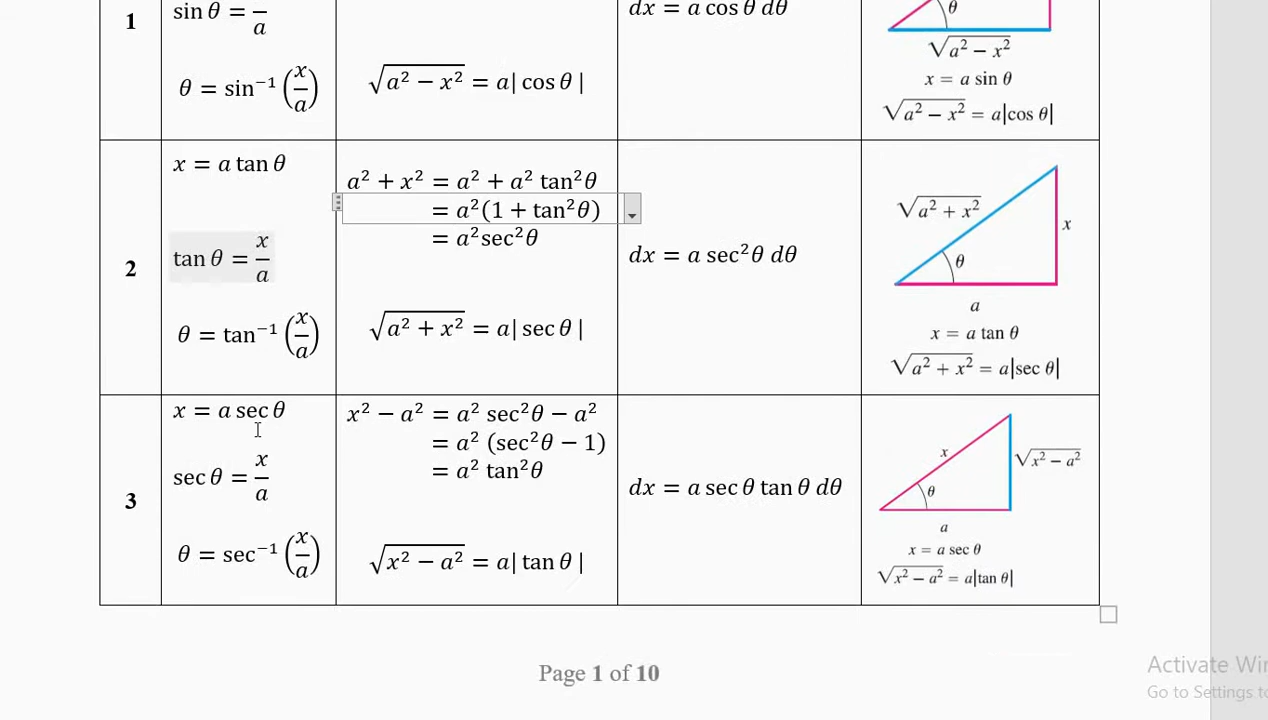 1
sin θ = —/a
θ = sin⁻¹ (x/a)
√(a² − x²) = a| cos θ |
dx = a cos θ dθ
θ
√(a² − x²)
x = a sin θ
√(a² − x²) = a|cos θ|
2
x = a tan θ
tan θ = x/a
θ = tan⁻¹ (x/a)
a² + x² = a² + a² tan²θ
= a²(1 + tan²θ)
= a²sec²θ
√(a² + x²) = a| sec θ |
dx = a sec²θ dθ
√(a² + x²)
x
θ
a
x = a tan θ
√(a² + x²) = a|sec θ|
3
x = a sec θ
sec θ = x/a
θ = sec⁻¹ (x/a)
x² − a² = a² sec²θ − a²
= a² (sec²θ − 1)
= a² tan²θ
√(x² − a²) = a| tan θ |
dx = a sec θ tan θ dθ
x
√(x² − a²)
θ
a
x = a sec θ
√(x² − a²) = a|tan θ|
Page 1 of 10
Activate Wi
Go to Settings t